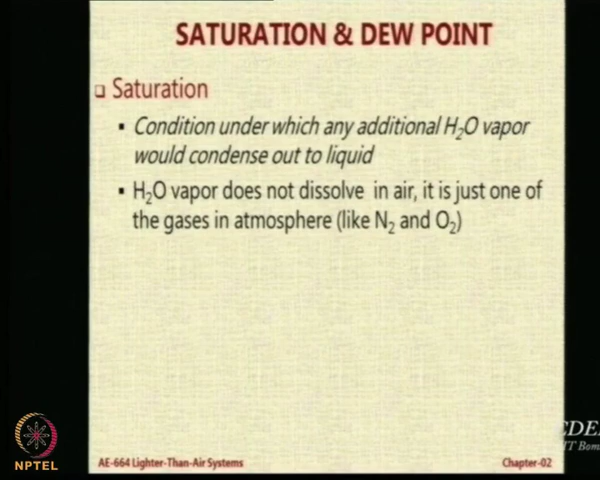 SATURATION & DEW POINT
Saturation
Condition under which any additional H₂O vapor
would condense out to liquid
H₂O vapor does not dissolve in air, it is just one of
the gases in atmosphere (like N₂ and O₂)
NPTEL
AE-664 Lighter-Than-Air Systems
Chapter-02